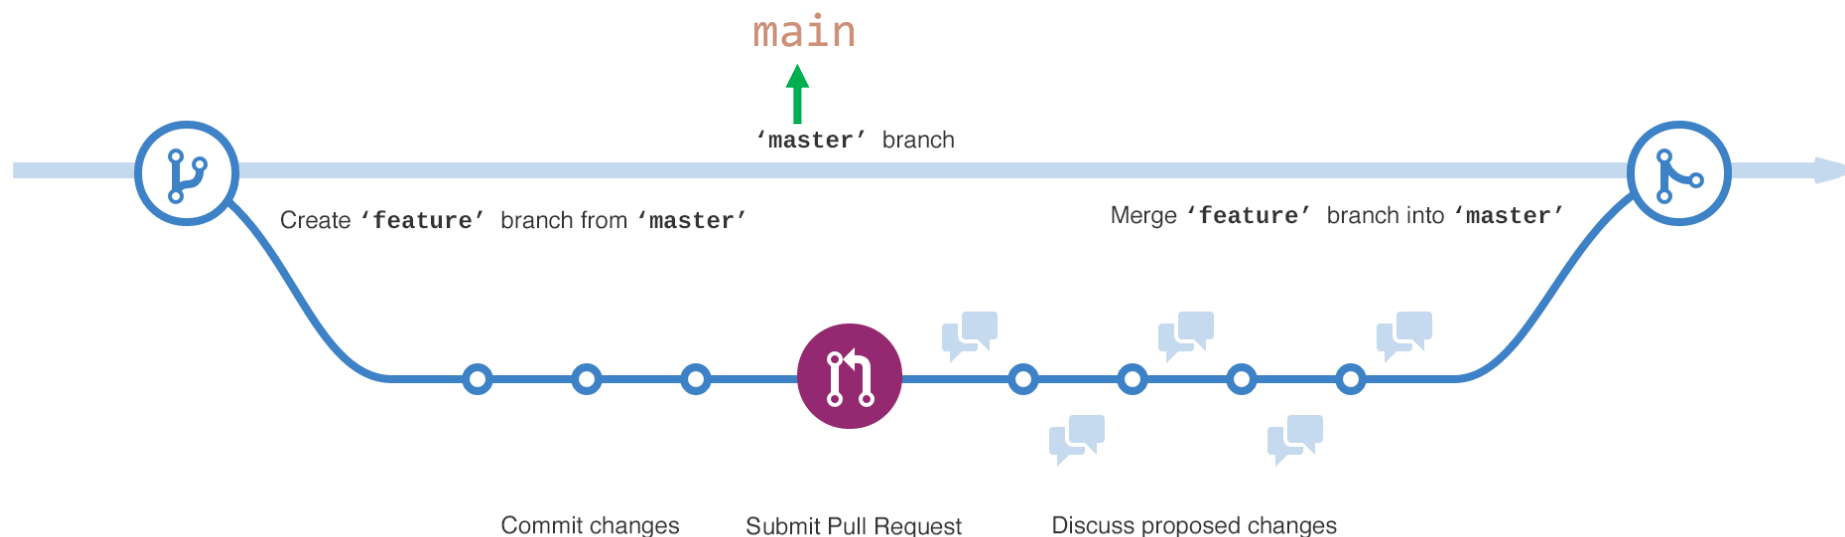 main
‘master’ branch
Create ‘feature’ branch from ‘master’
Merge ‘feature’ branch into ‘master’
Commit changes
Submit Pull Request
Discuss proposed changes